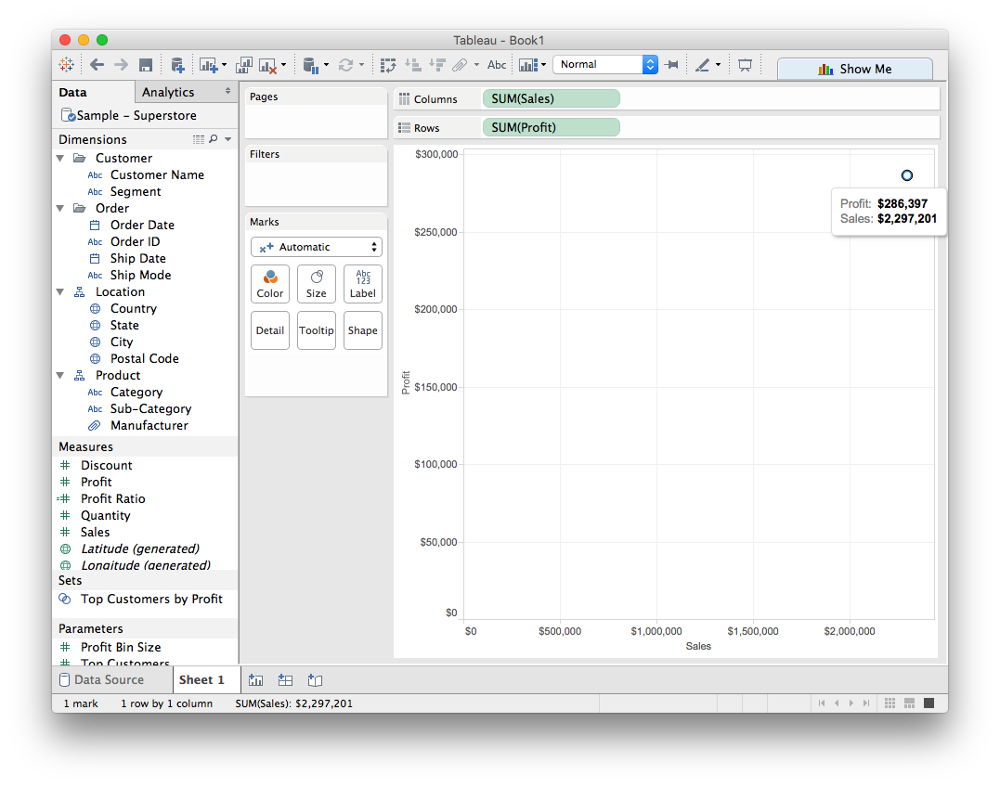 Tableau - Book1
Abc
Normal
Show Me
Data
Analytics
Sample - Superstore
Dimensions
Customer
Abc Customer Name
Abc Segment
Order
Order Date
Abc Order ID
Ship Date
Abc Ship Mode
Location
Country
State
City
Postal Code
Product
Abc Category
Abc Sub-Category
Manufacturer
Measures
# Discount
# Profit
=# Profit Ratio
# Quantity
# Sales
Latitude (generated)
Longitude (generated)
Sets
Top Customers by Profit
Parameters
# Profit Bin Size
# Top Customers
Pages
Filters
Marks
Automatic
Color
Size
Abc
123
Label
Detail
Tooltip
Shape
Columns SUM(Sales)
Rows SUM(Profit)
$300,000
$250,000
$200,000
$150,000
$100,000
$50,000
$0
Profit
Profit: $286,397
Sales: $2,297,201
$0 $500,000 $1,000,000 $1,500,000 $2,000,000
Sales
Data Source
Sheet 1
1 mark 1 row by 1 column SUM(Sales): $2,297,201